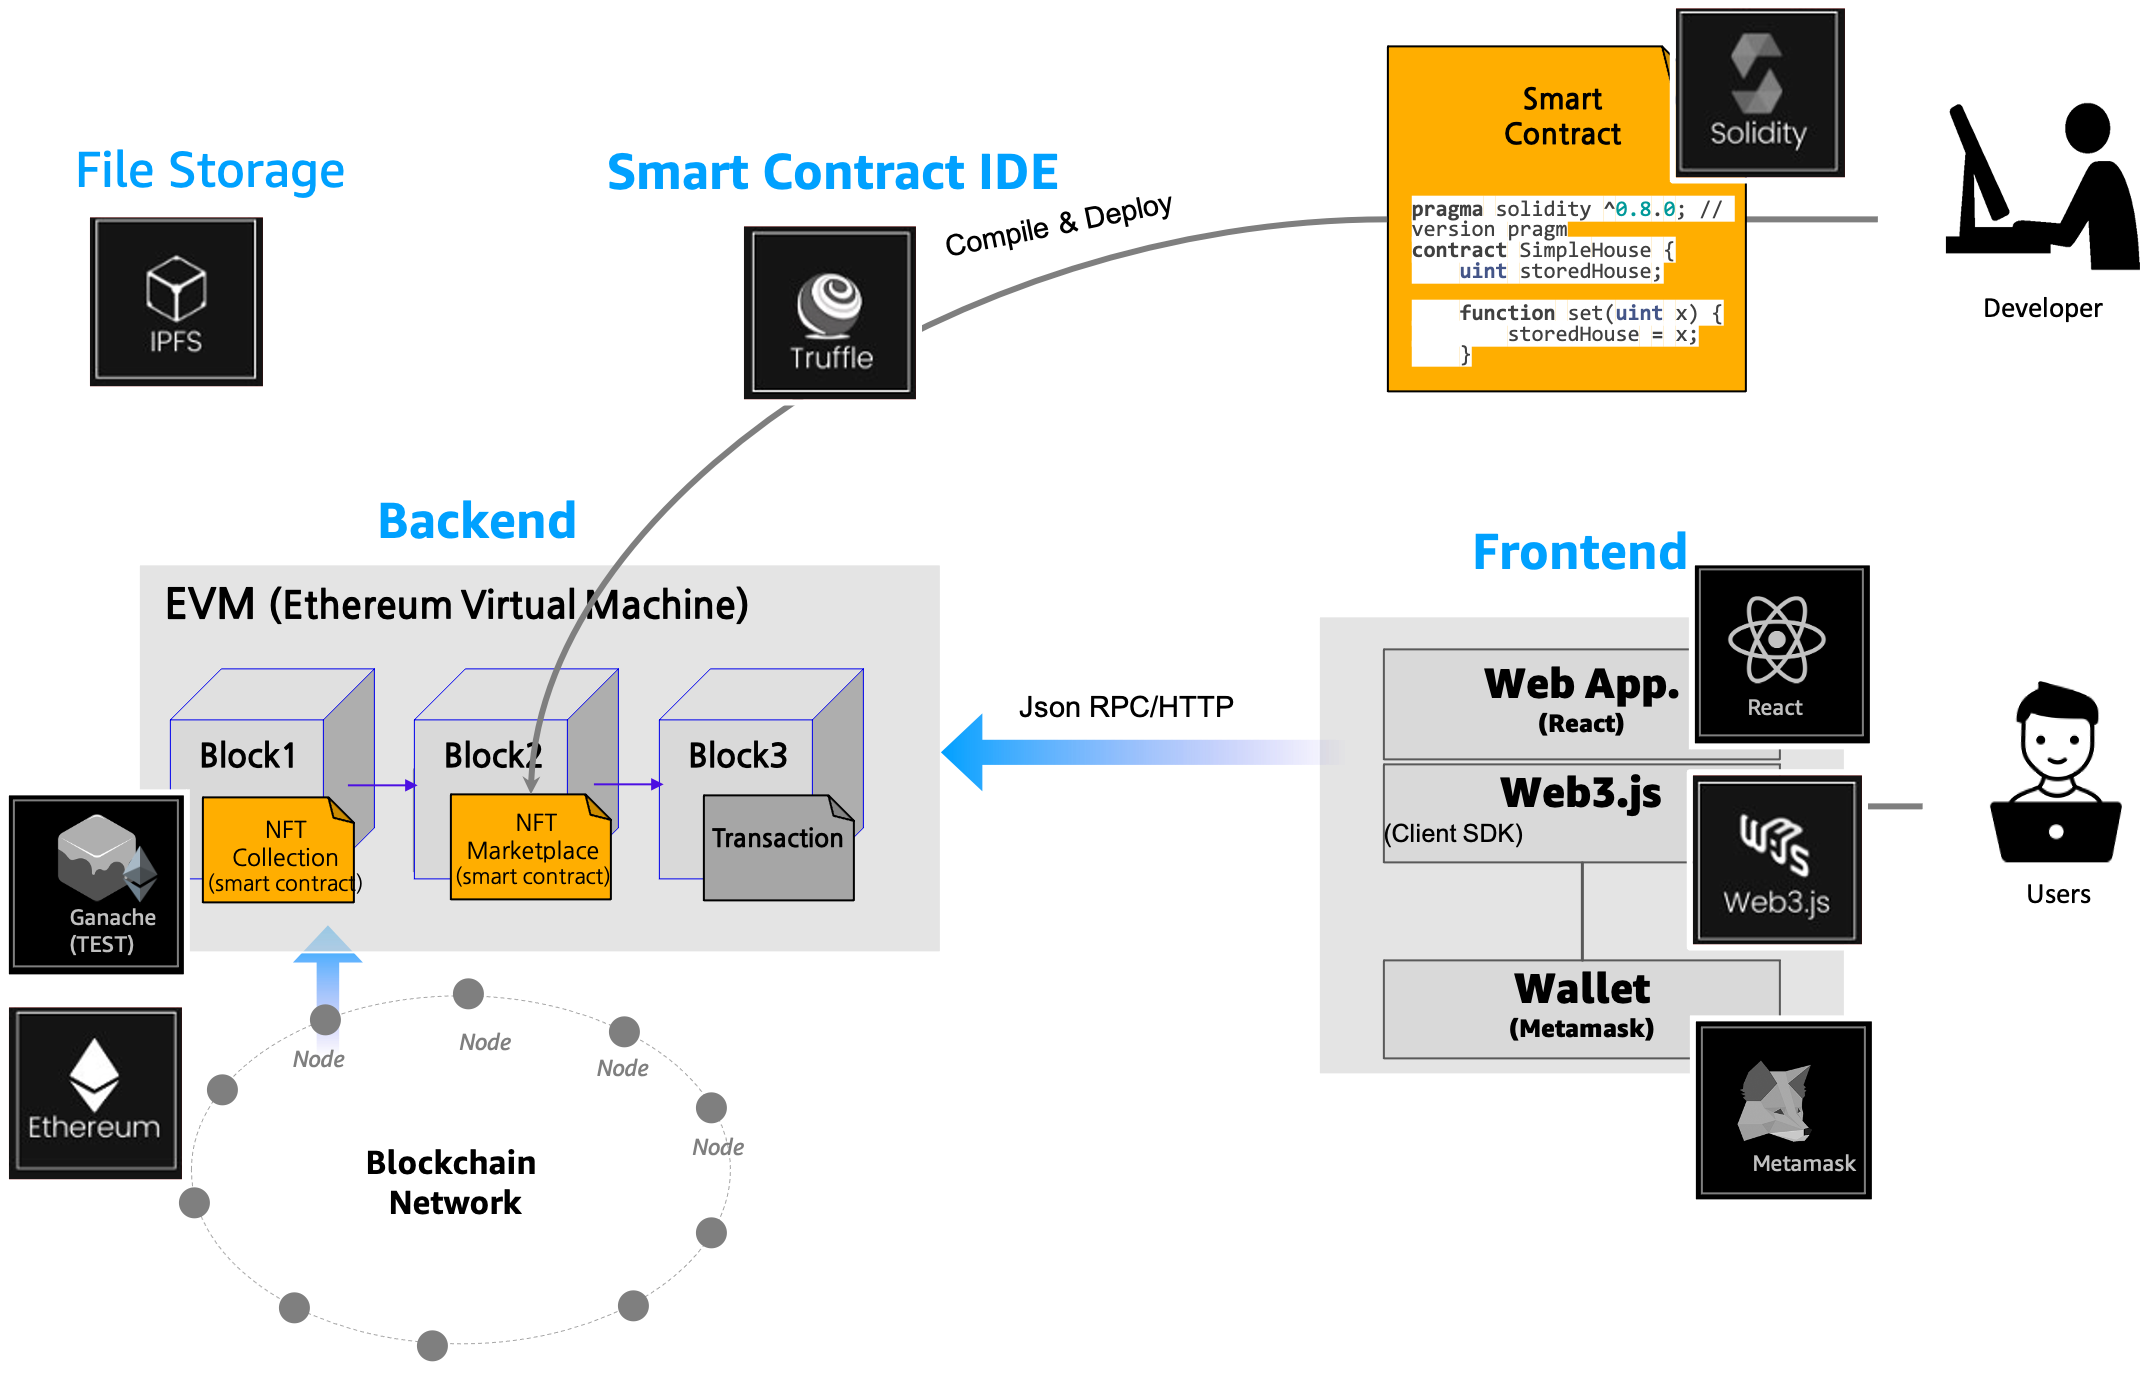 Smart
Contract
Solidity
pragma solidity ^0.8.0; //
version pragm
contract SimpleHouse {
uint storedHouse;
function set(uint x) {
storedHouse = x;
}
Developer
File Storage
IPFS
Smart Contract IDE
Compile & Deploy
Truffle
Backend
EVM (Ethereum Virtual Machine)
Block1
Block2
Block3
NFT
Collection
(smart contract)
NFT
Marketplace
(smart contract)
Transaction
Ganache
(TEST)
Ethereum
Json RPC/HTTP
Frontend
Web App.
(React)
React
Web3.js
(Client SDK)
Web3.js
Wallet
(Metamask)
Metamask
Users
Node
Node
Node
Node
Blockchain
Network